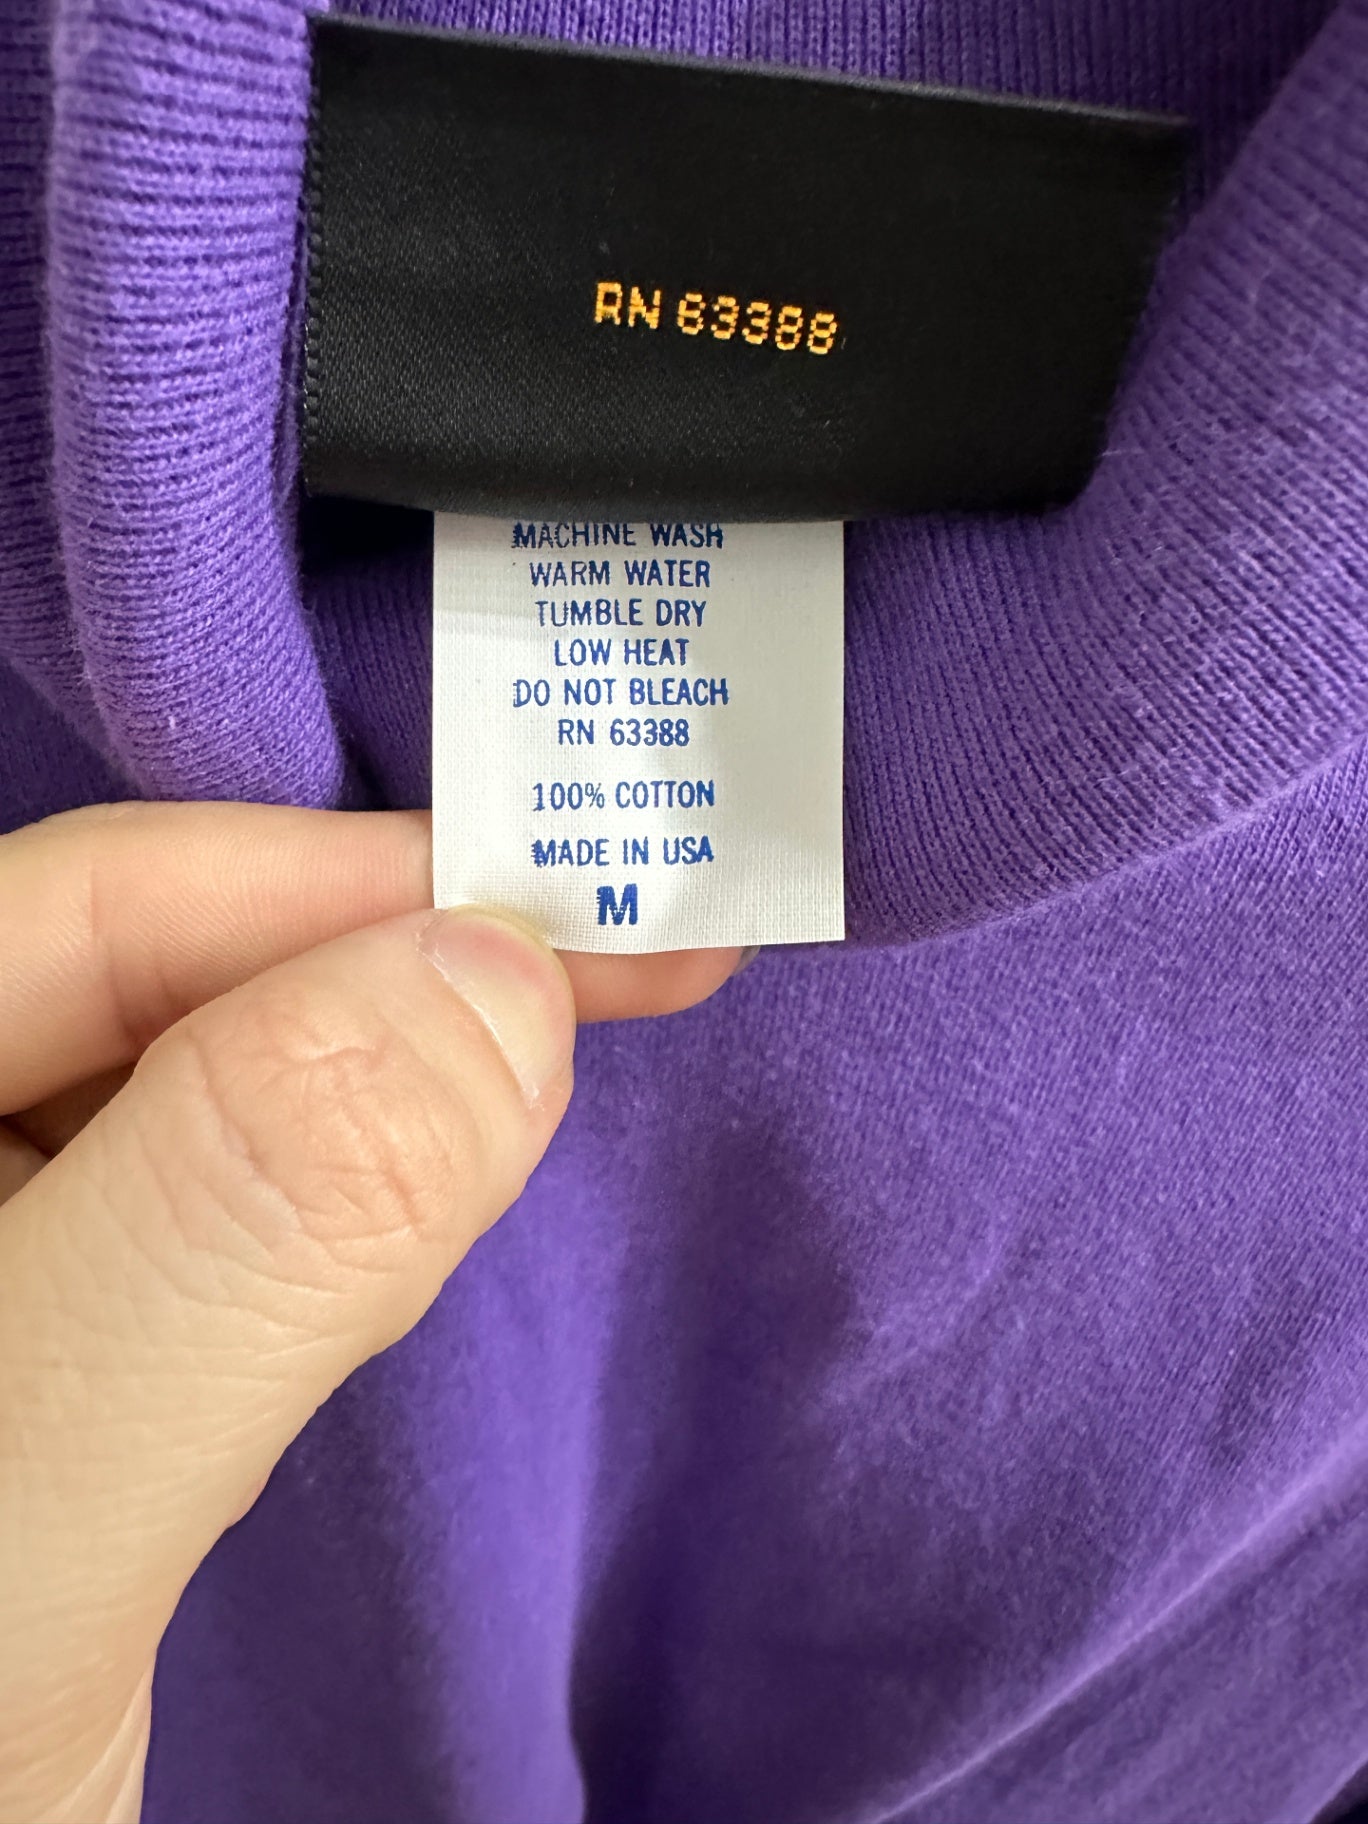 RN 63388
MACHINE WASH
WARM WATER
TUMBLE DRY
LOW HEAT
DO NOT BLEACH
RN 63388
100% COTTON
MADE IN USA
M